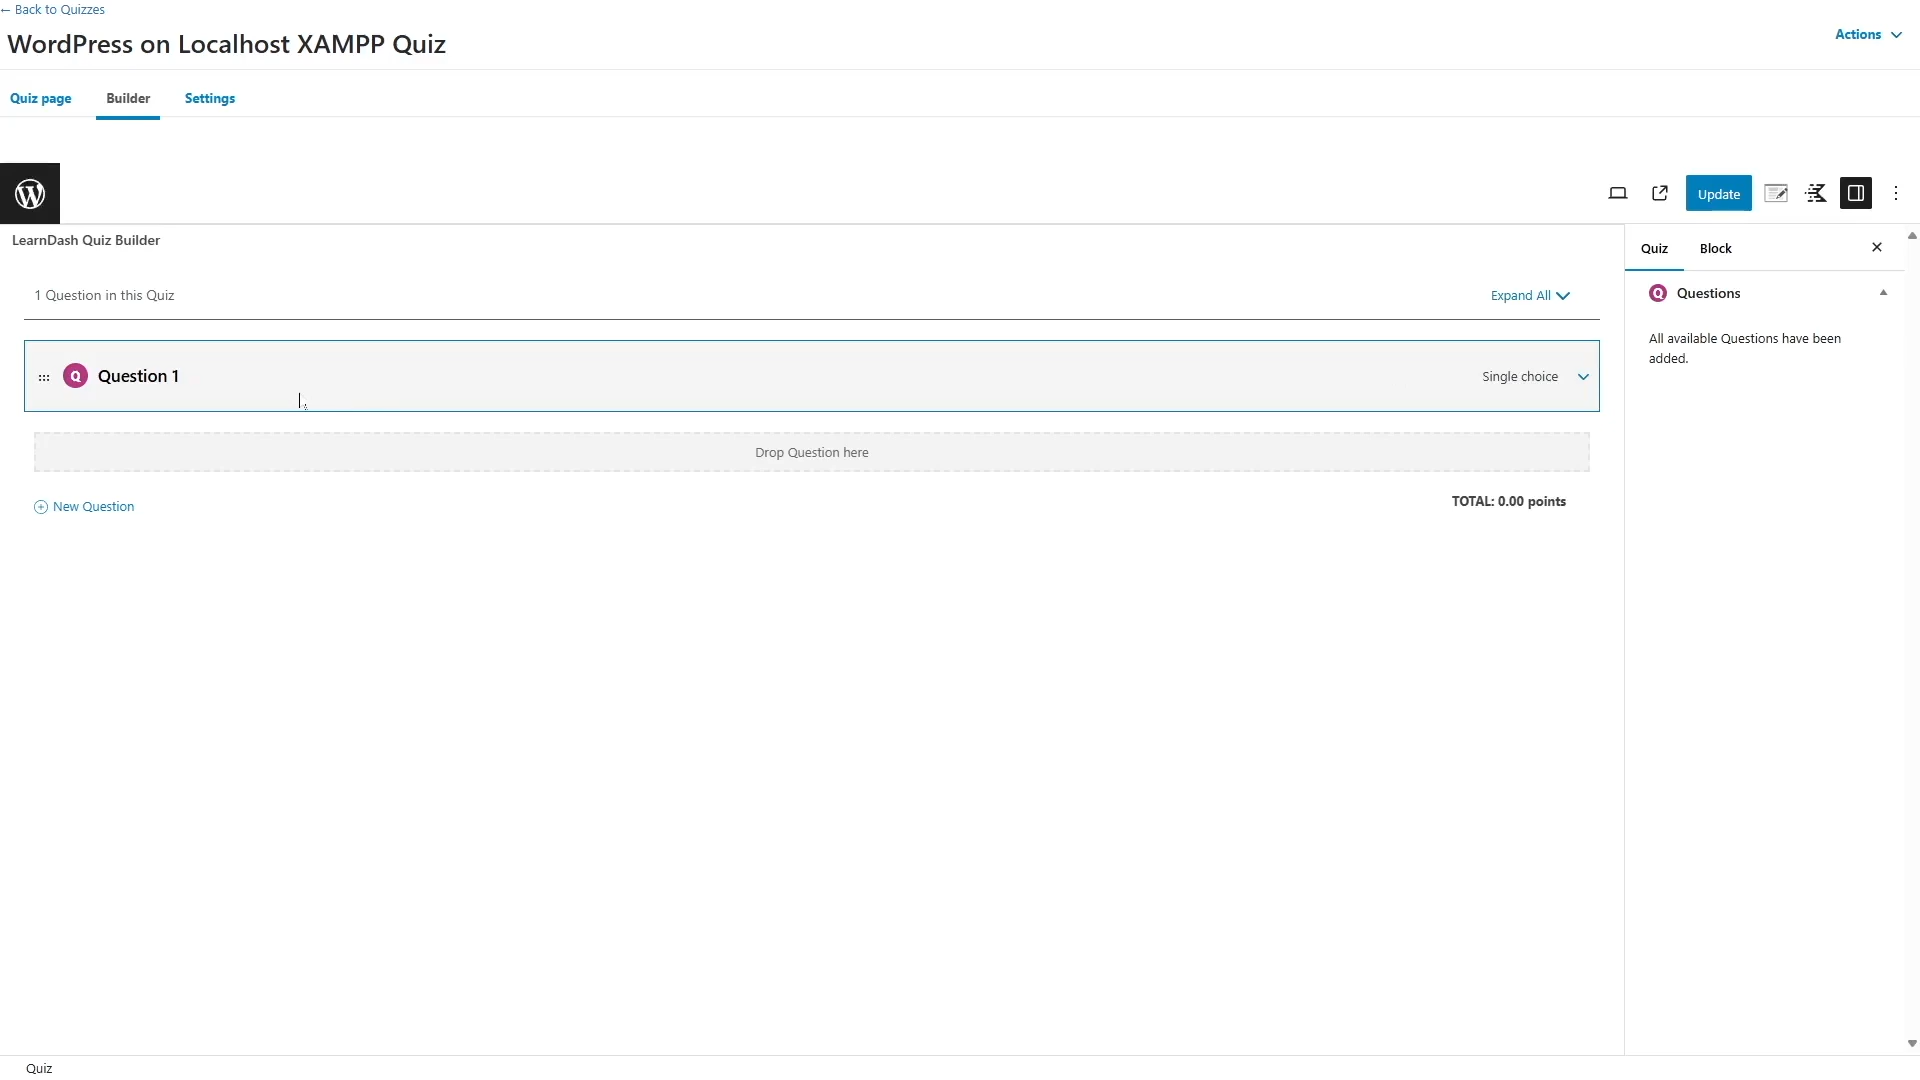 ← Back to Quizzes
WordPress on Localhost XAMPP Quiz
Actions
Quiz page
Builder
Settings
Update
LearnDash Quiz Builder
Quiz
Block
1 Question in this Quiz
Expand All
Q Questions
All available Questions have been
added.
Q Question 1
Single choice
Drop Question here
New Question
TOTAL: 0.00 points
Quiz